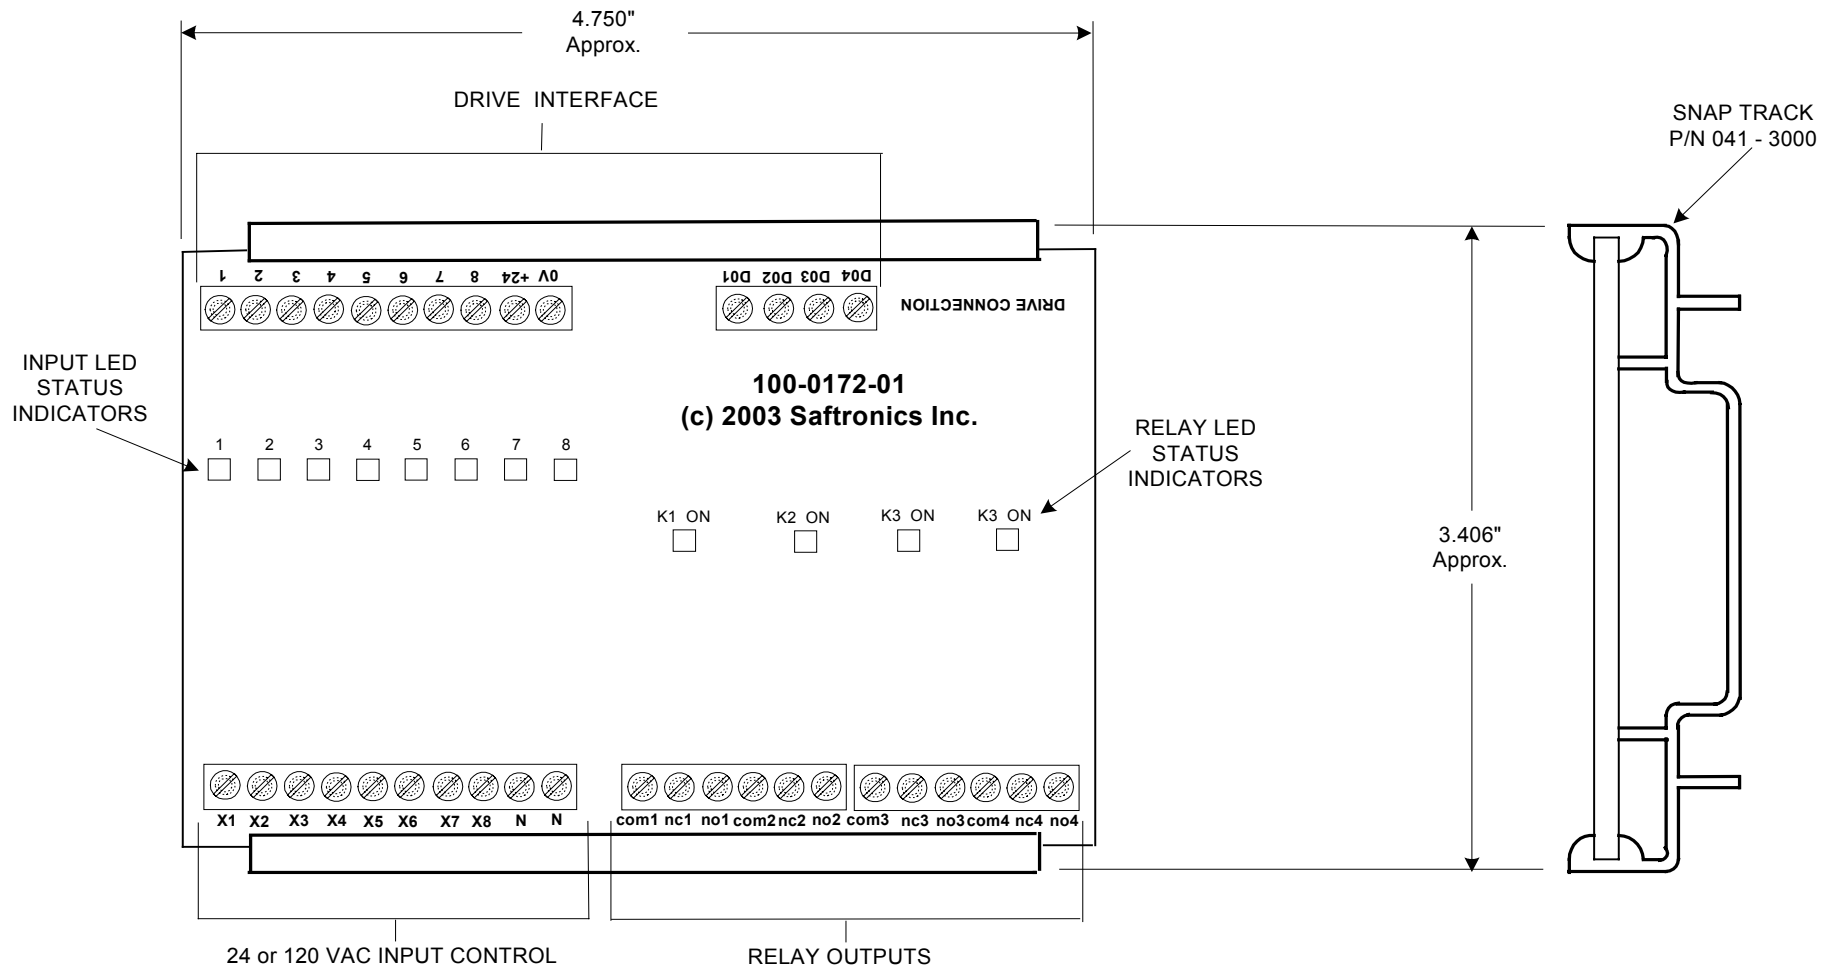 4.750"
Approx.
DRIVE INTERFACE
SNAP TRACK
P/N 041 - 3000
1 2 3 4 5 6 7 8 +24 0V
D01 D02 D03 D04
DRIVE CONNECTION
INPUT LED
STATUS
INDICATORS
100-0172-01
(c) 2003 Saftronics Inc.
RELAY LED
STATUS
INDICATORS
1 2 3 4 5 6 7 8
K1 ON K2 ON K3 ON K3 ON
3.406"
Approx.
X1 X2 X3 X4 X5 X6 X7 X8 N N
com1 nc1 no1 com2 nc2 no2 com3 nc3 no3 com4 nc4 no4
24 or 120 VAC INPUT CONTROL
RELAY OUTPUTS